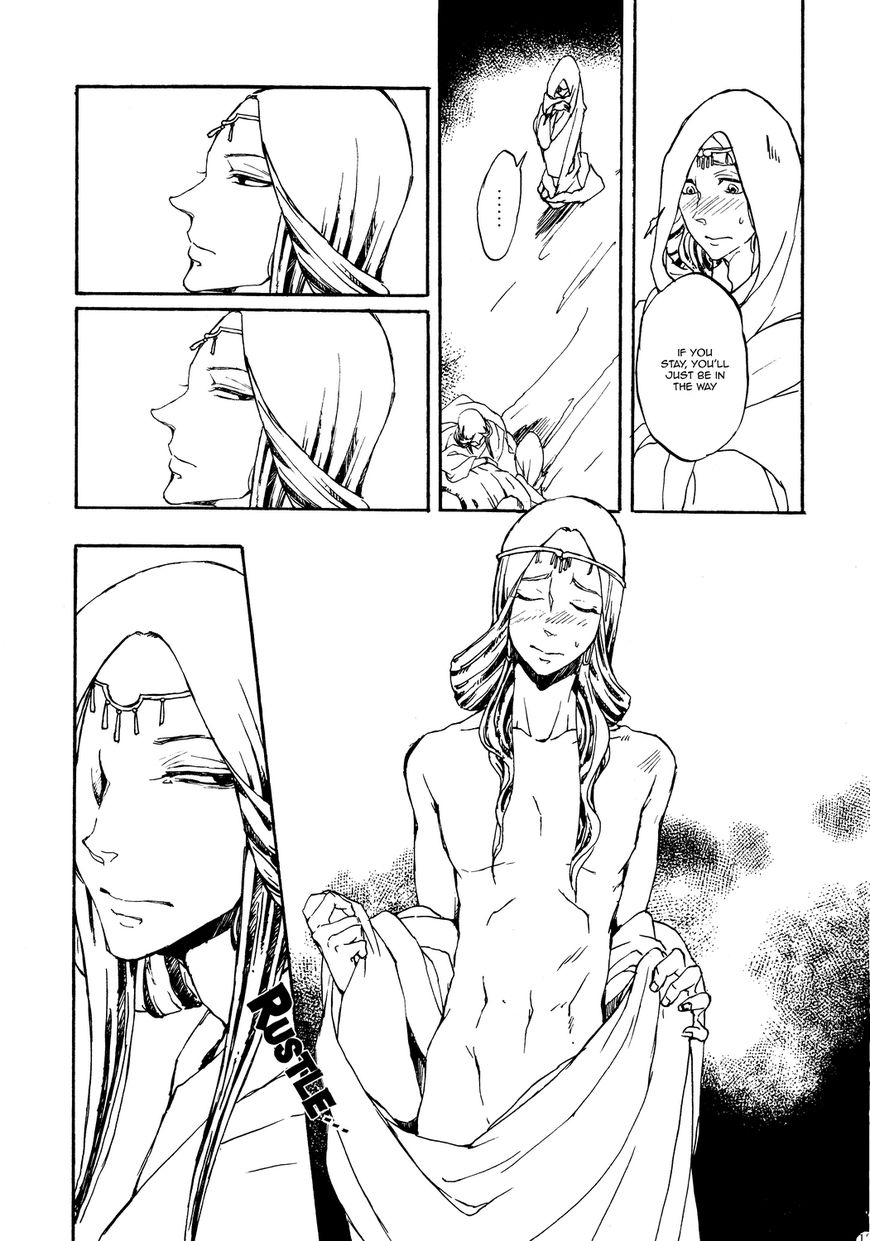 IF YOU
STAY, YOU'LL
JUST BE IN
THE WAY
......
RUSTLE...